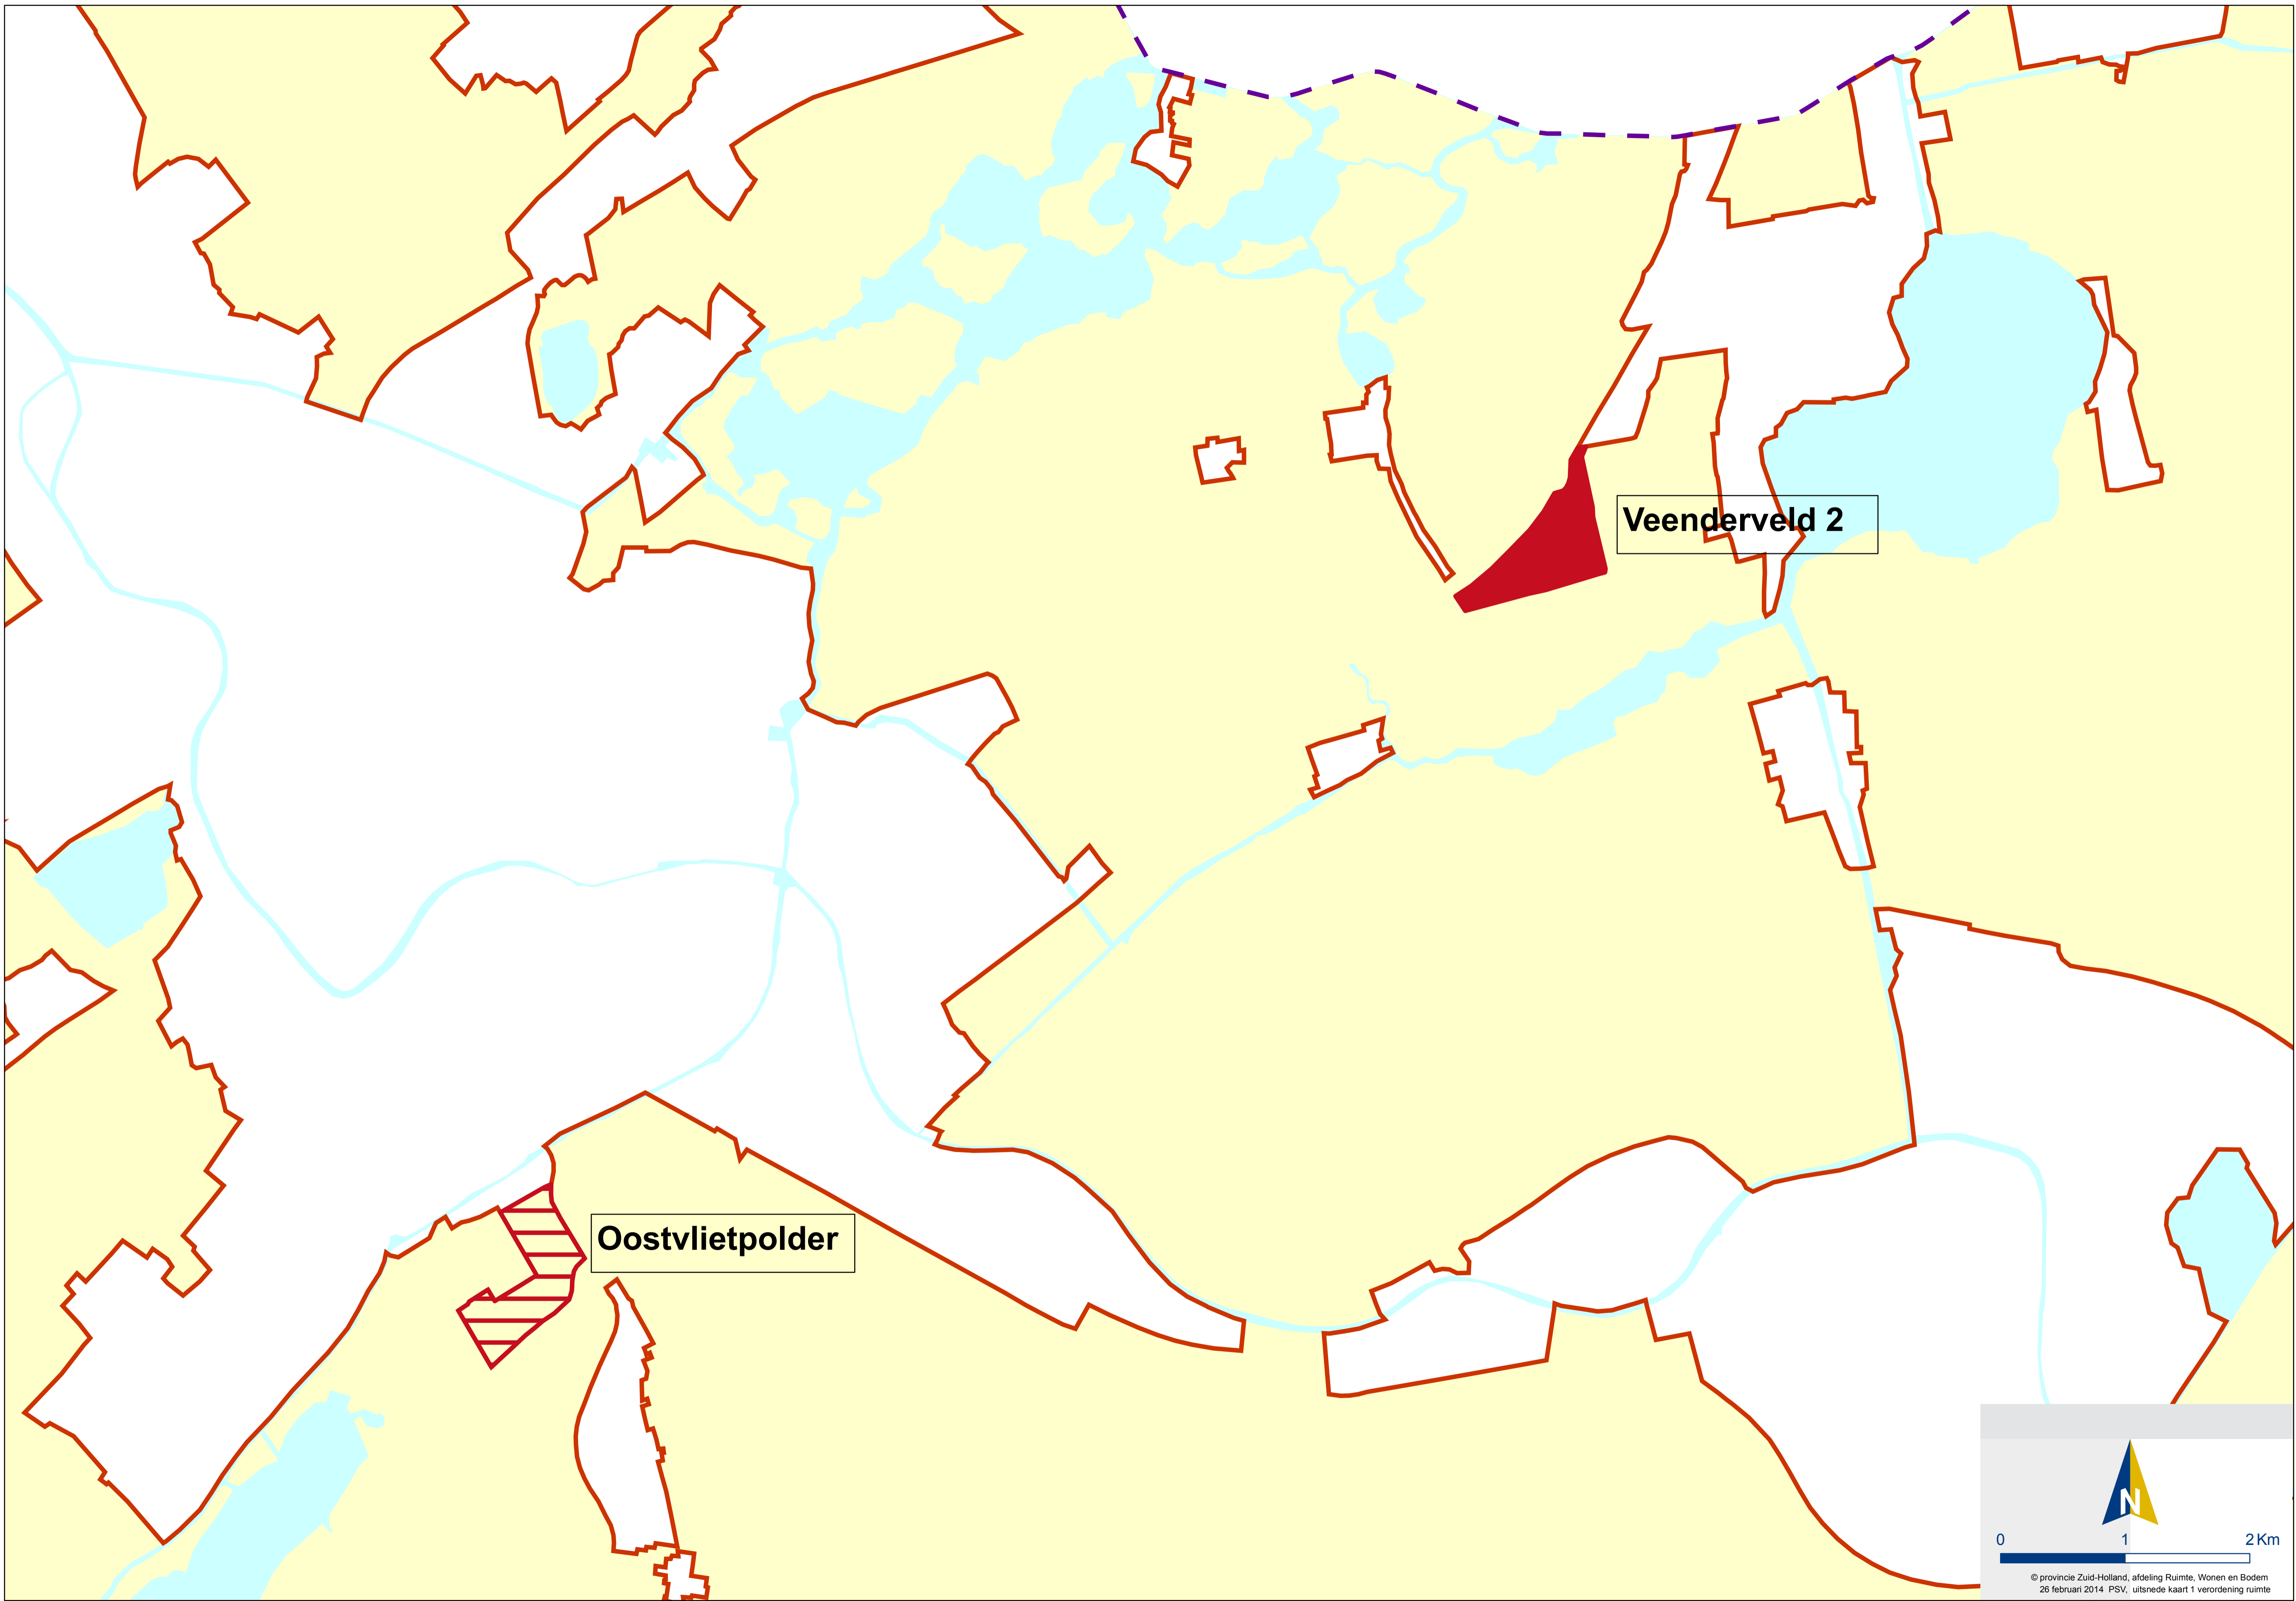 Veenderveld 2
Oostvlietpolder
N
0 1 2 Km
© provincie Zuid-Holland, afdeling Ruimte, Wonen en Bodem
26 februari 2014 PSV, uitsnede kaart 1 verordening ruimte